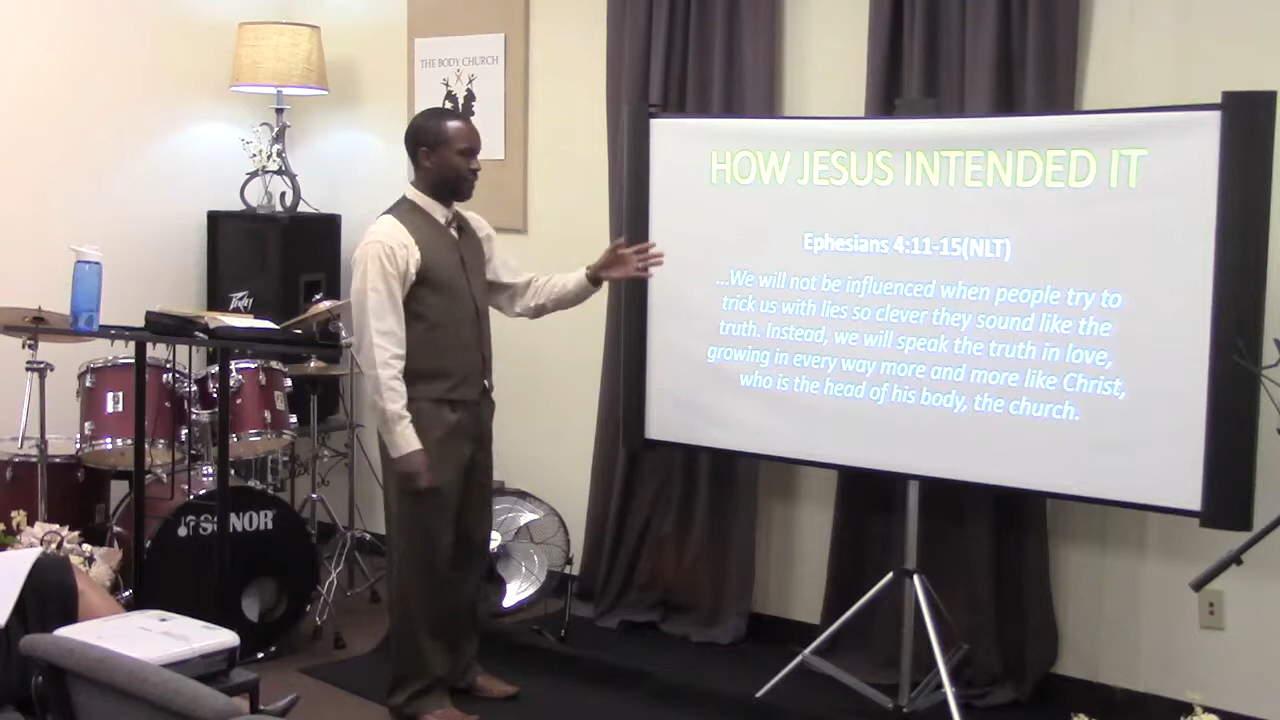 THE BODY CHURCH
HOW JESUS INTENDED IT
Ephesians 4:11-15(NLT)
...We will not be influenced when people try to
trick us with lies so clever they sound like the
truth. Instead, we will speak the truth in love,
growing in every way more and more like Christ,
who is the head of his body, the church.
Peavey
SONOR